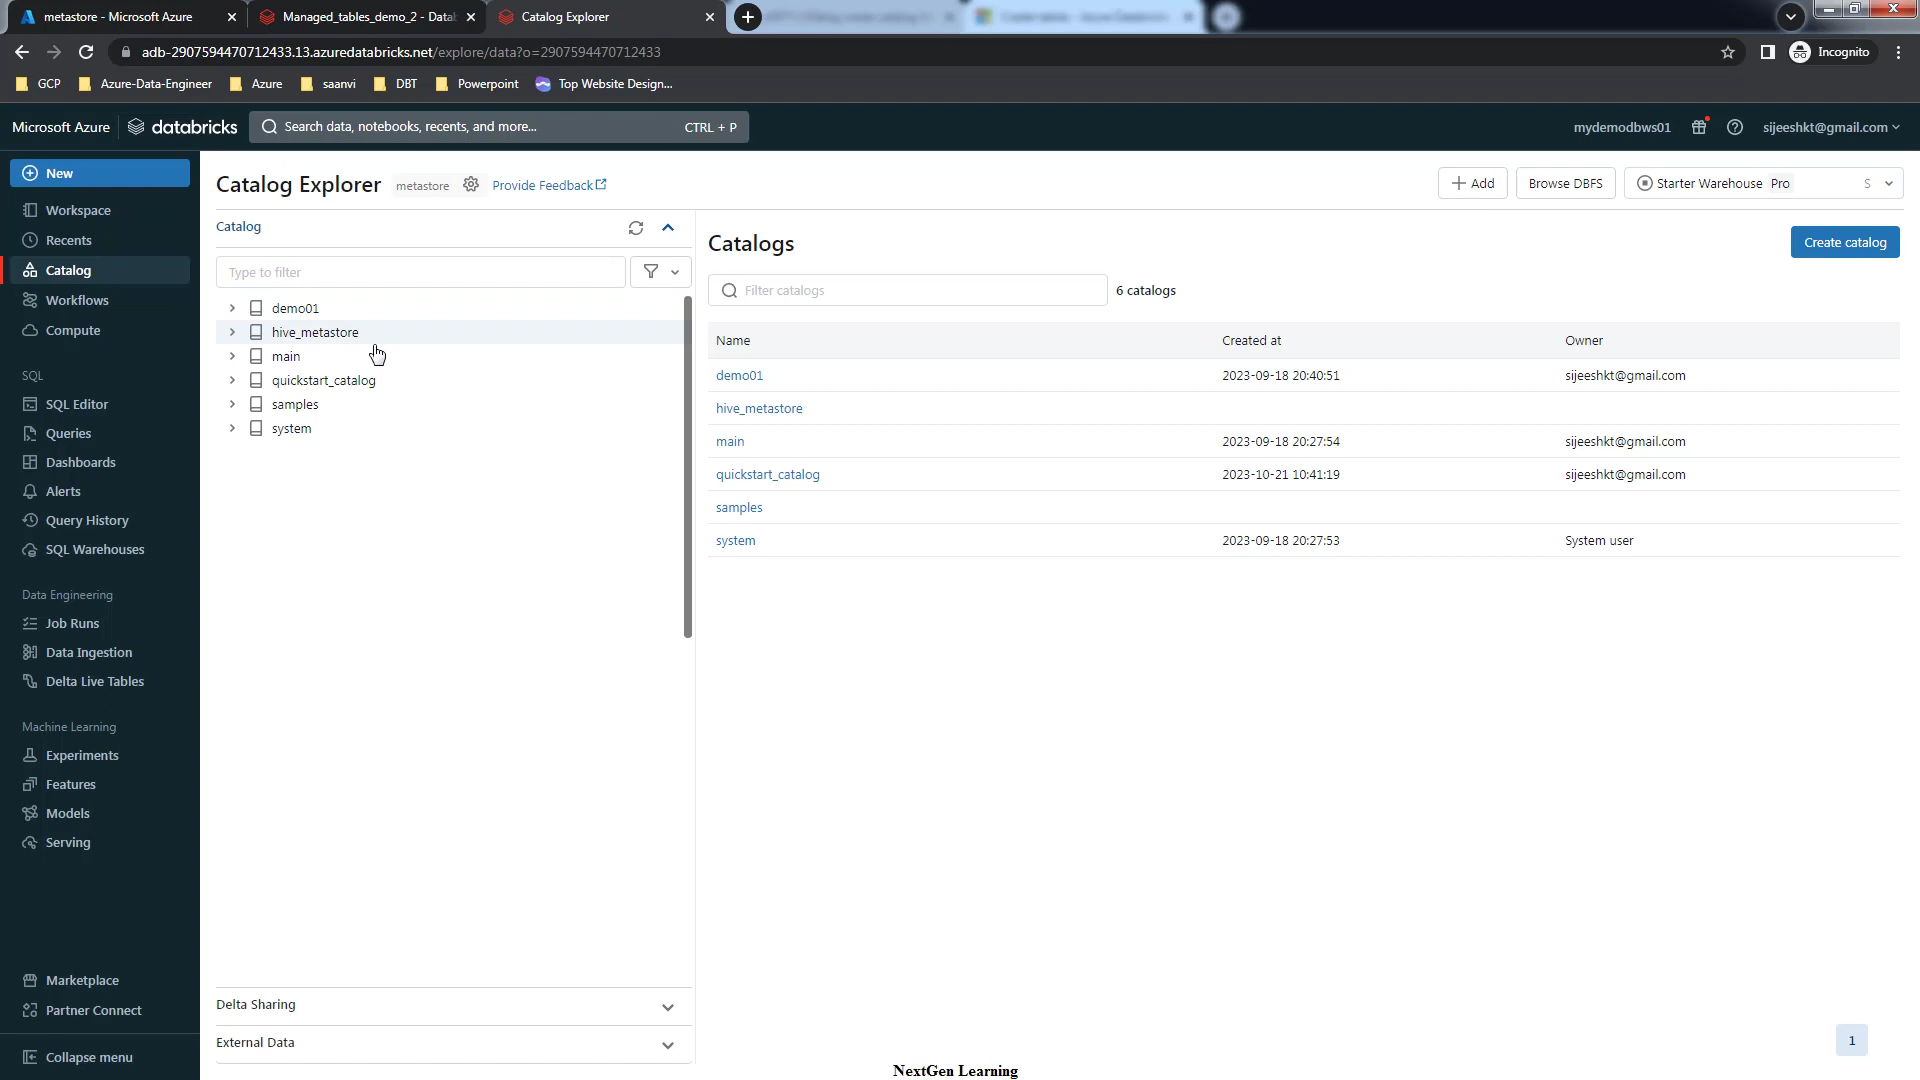 metastore - Microsoft Azure
Managed_tables_demo_2 - Datab
Catalog Explorer
adb-2907594470712433.13.azuredatabricks.net/explore/data?o=2907594470712433
Incognito
GCP
Azure-Data-Engineer
Azure
saanvi
DBT
Powerpoint
Top Website Design...
Microsoft Azure
databricks
Search data, notebooks, recents, and more...
CTRL + P
mydemodbws01
sijeeshkt@gmail.com
New
Workspace
Recents
Catalog
Workflows
Compute
SQL
SQL Editor
Queries
Dashboards
Alerts
Query History
SQL Warehouses
Data Engineering
Job Runs
Data Ingestion
Delta Live Tables
Machine Learning
Experiments
Features
Models
Serving
Marketplace
Partner Connect
Collapse menu
Catalog Explorer
metastore
Provide Feedback
Add
Browse DBFS
Starter Warehouse Pro S
Catalog
Type to filter
demo01
hive_metastore
main
quickstart_catalog
samples
system
Delta Sharing
External Data
Catalogs
Create catalog
Filter catalogs
6 catalogs
Name Created at Owner
demo01 2023-09-18 20:40:51 sijeeshkt@gmail.com
hive_metastore
main 2023-09-18 20:27:54 sijeeshkt@gmail.com
quickstart_catalog 2023-10-21 10:41:19 sijeeshkt@gmail.com
samples
system 2023-09-18 20:27:53 System user
1
NextGen Learning